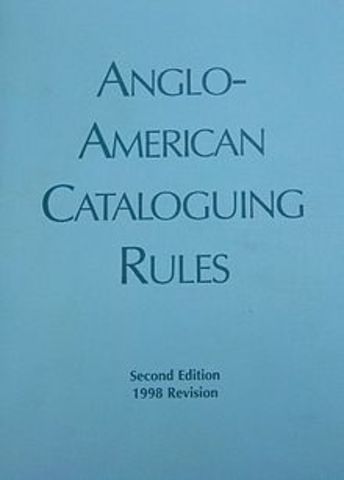 ANGLO-
AMERICAN
CATALOGUING
RULES
Second Edition
1998 Revision